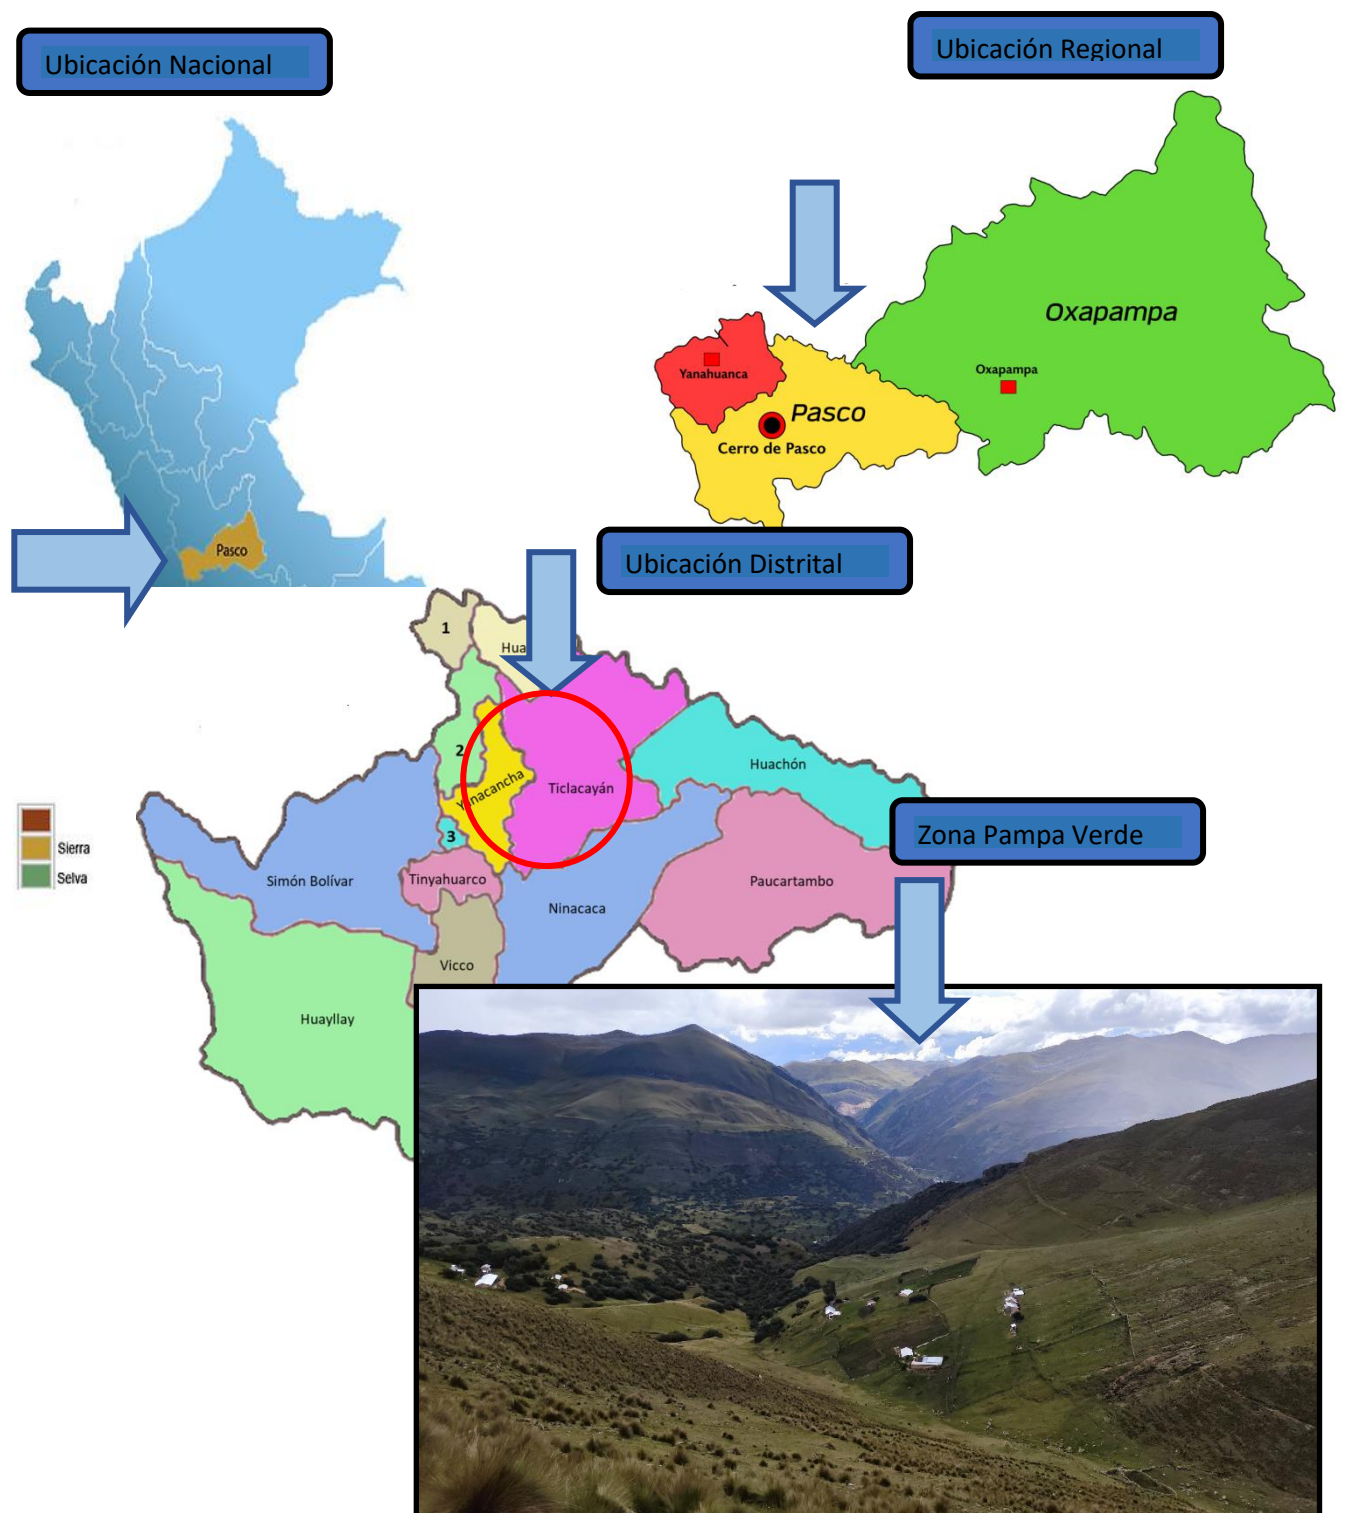 Ubicación Nacional
Ubicación Regional
Oxapampa
Oxapampa
Yanahuanca
Pasco
Cerro de Pasco
Pasco
Ubicación Distrital
1
Hua
2
Yanacancha
Ticlacayán
Huachón
3
Sierra
Selva
Simón Bolívar
Tinyahuarco
Ninacaca
Paucartambo
Zona Pampa Verde
Vicco
Huayllay